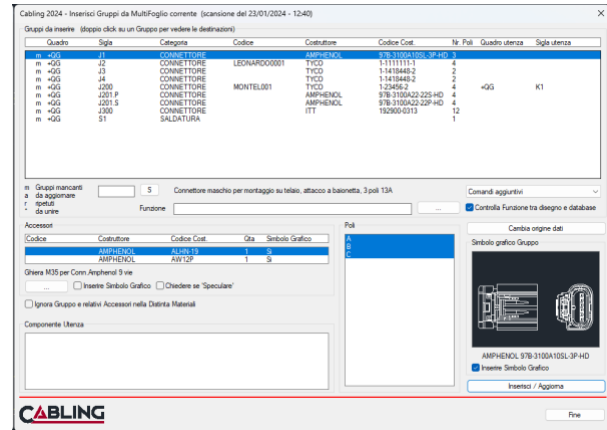 Cabling 2024 - Inserisci Gruppi da MultiFoglio corrente (scansione del 23/01/2024 - 12:40)
Gruppi da inserire (doppio click su un Gruppo per vedere le destinazioni)
Quadro Sigla Categoria Codice Costruttore Codice Cost. Nr. Poli Quadro utenza Sigla utenza
m +QG J1 CONNETTORE AMPHENOL 97B-3100A10SL-3P-HD 3
m +QG J2 CONNETTORE LEONARDO0001 TYCO 1-1111111-1 4
m +QG J3 CONNETTORE TYCO 1-1418448-2 2
m +QG J4 CONNETTORE TYCO 1-1418448-2 2
m +QG J200 CONNETTORE MONTEL001 TYCO 1-23456-2 4 +QG K1
m +QG J201.P CONNETTORE AMPHENOL 97B-3100A22-22S-HD 4
m +QG J201.S CONNETTORE AMPHENOL 97B-3100A22-22P-HD 4
m +QG J300 CONNETTORE ITT 192900-0313 12
m +QG S1 SALDATURA 1
m Gruppi mancanti
a da aggiornare
r ripetuti
* da unire
S
Connettore maschio per montaggio su telaio, attacco a baionetta, 3 poli 13A
Comandi aggiuntivi
Funzione
...
Controlla Funzione tra disegno e database
Accessori
Codice Costruttore Codice Cost. Qta Simbolo Grafico
AMPHENOL ALHN-19 1 Si
AMPHENOL AW12P 1 Si
Ghiera M35 per Conn.Amphenol 9 vie
... Inserire Simbolo Grafico Chiedere se 'Speculare'
Ignora Gruppo e relativi Accessori nella Distinta Materiali
Componente Utenza
Poli
A
B
C
Cambia origine dati
Simbolo grafico Gruppo
AMPHENOL 97B-3100A10SL-3P-HD
Inserire Simbolo Grafico
Inserisci / Aggiorna
CABLING
Fine